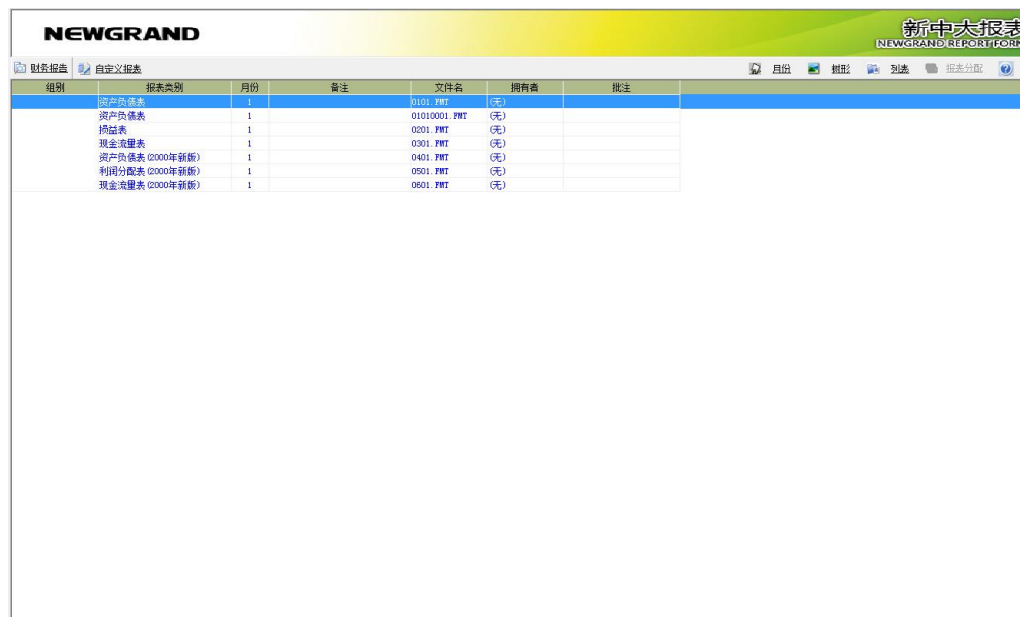 NEWGRAND
新中大报表
NEWGRAND REPORT FORM
财务报告 自定义报表 月份 树形 列表 报表分配
组别 报表类别 月份 备注 文件名 拥有者 批注
资产负债表 1 0101.FMT (无)
资产负债表 1 01010001.FMT (无)
损益表 1 0201.FMT (无)
现金流量表 1 0301.FMT (无)
资产负债表(2000年新版) 1 0401.FMT (无)
利润分配表(2000年新版) 1 0501.FMT (无)
现金流量表(2000年新版) 1 0601.FMT (无)